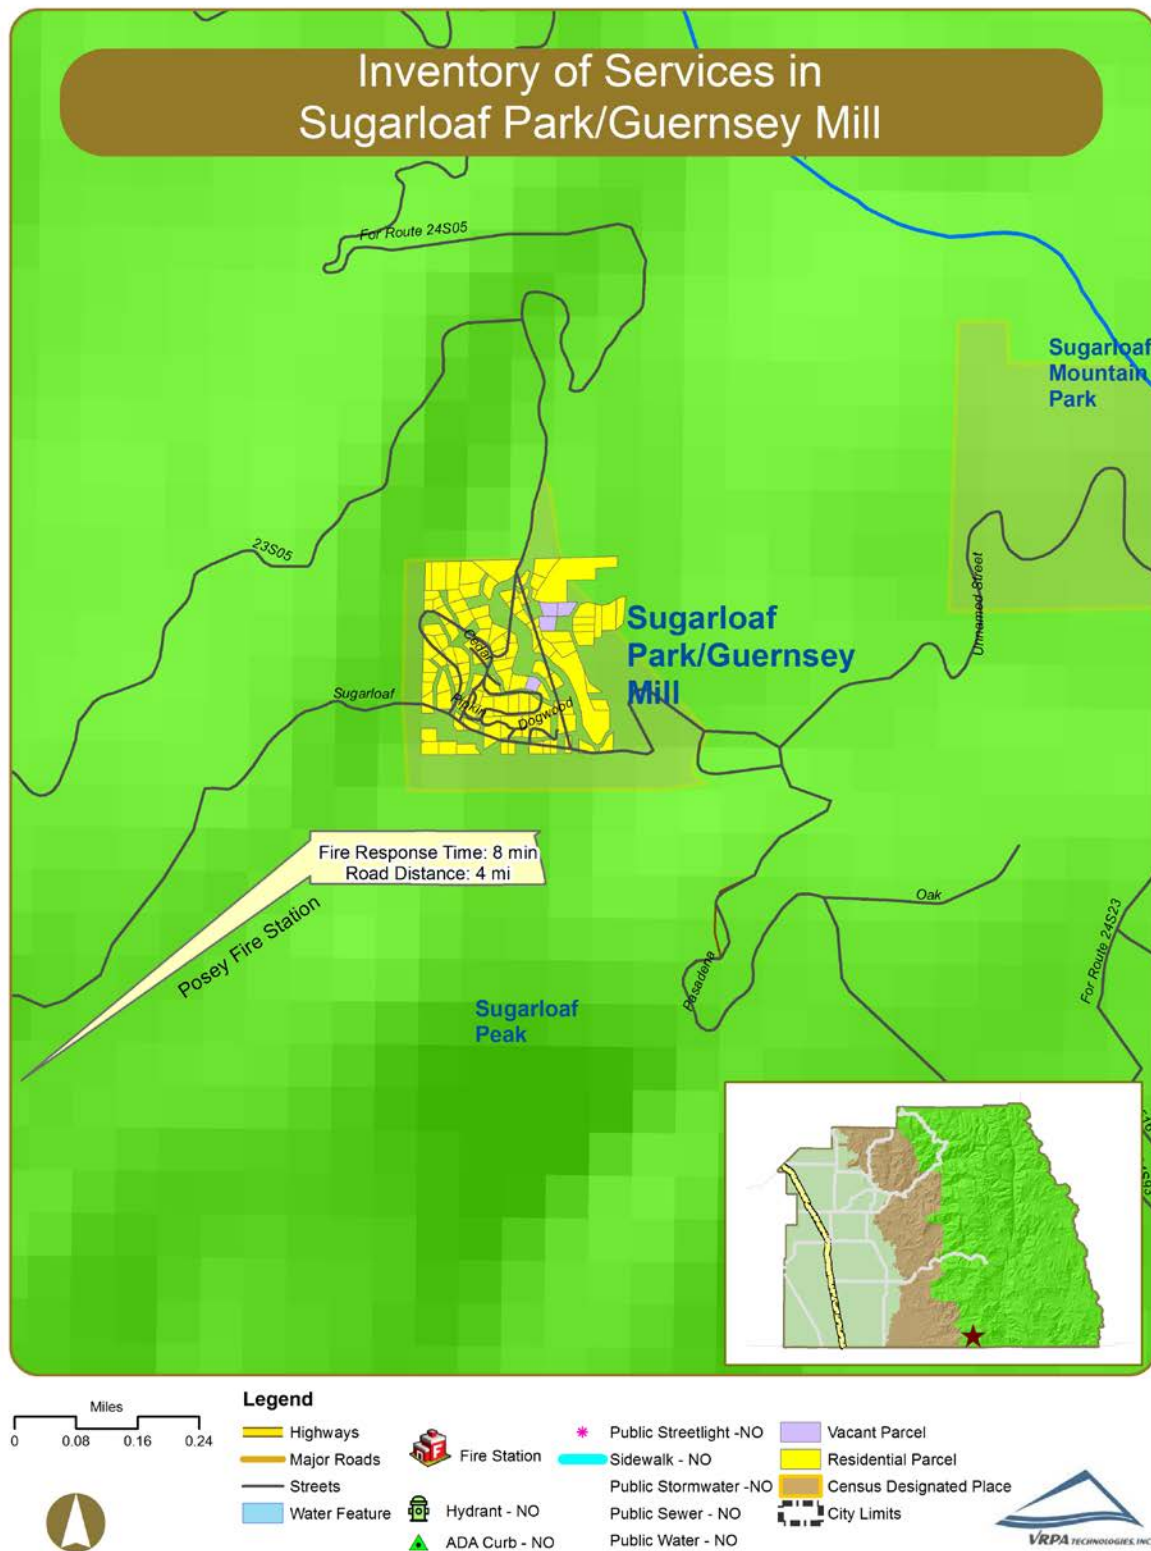 Inventory of Services in
Sugarloaf Park/Guernsey Mill
For Route 24S05
Sugarloaf
Mountain
Park
23S05
Unnamed Street
Sugarloaf
Park/Guernsey
Mill
Cedar
Sugarloaf
Pipkin
Dogwood
Fire Response Time: 8 min
Road Distance: 4 mi
Posey Fire Station
Oak
For Route 24S23
Pasadena
Sugarloaf
Peak
Miles
0 0.08 0.16 0.24
Legend
Highways
Major Roads
Streets
Water Feature
Fire Station
Hydrant - NO
ADA Curb - NO
Public Streetlight -NO
Sidewalk - NO
Public Stormwater -NO
Public Sewer - NO
Public Water - NO
Vacant Parcel
Residential Parcel
Census Designated Place
City Limits
VRPA TECHNOLOGIES, INC